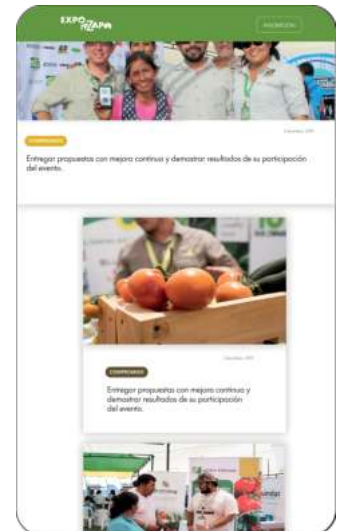 EXPO
INSCRIPCIÓN
COMPROMISO
Entregar propuestas con mejora continua y demostrar resultados de su participación
del evento.
COMPROMISO
Entregar propuestas con mejora continua y
demostrar resultados de su participación
del evento.